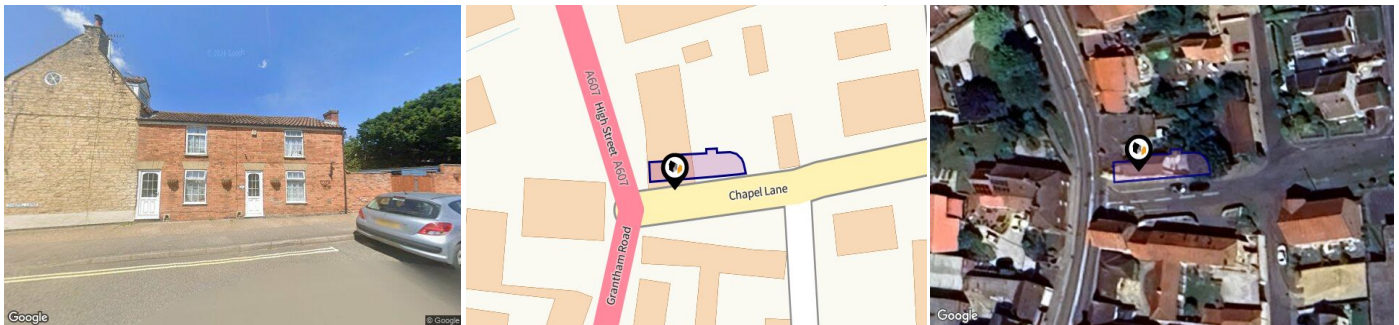 Google
© Google
A607
High Street
A607
Grantham Road
Chapel Lane
Google